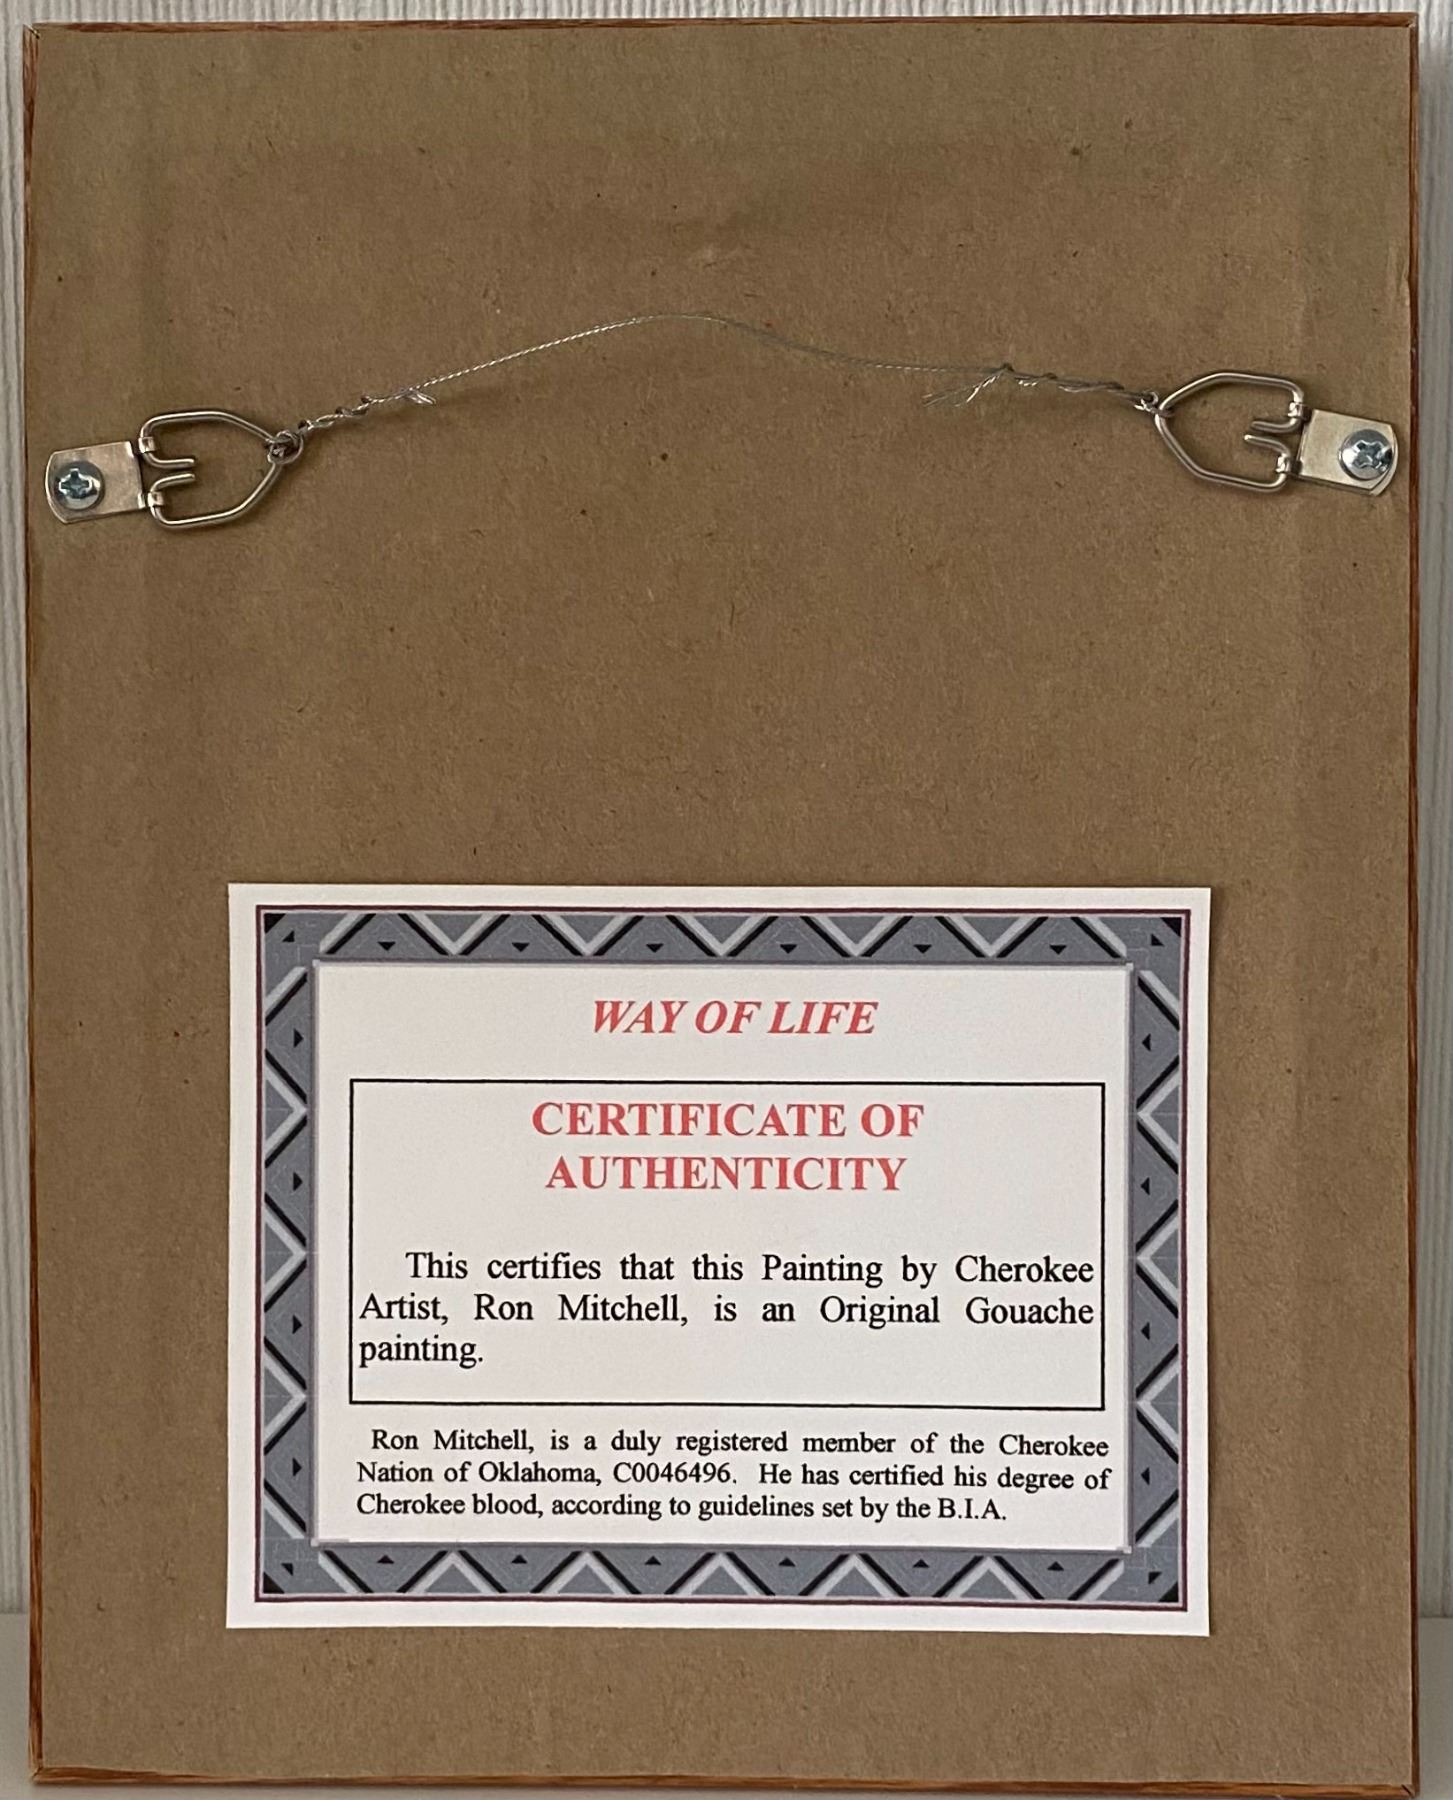 WAY OF LIFE
CERTIFICATE OF
AUTHENTICITY
This certifies that this Painting by Cherokee
Artist, Ron Mitchell, is an Original Gouache
painting.
Ron Mitchell, is a duly registered member of the Cherokee
Nation of Oklahoma, C0046496. He has certified his degree of
Cherokee blood, according to guidelines set by the B.I.A.